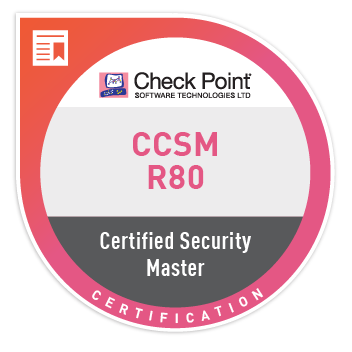 Check Point
SOFTWARE TECHNOLOGIES LTD.
CCSM
R80
Certified Security
Master
CERTIFICATION